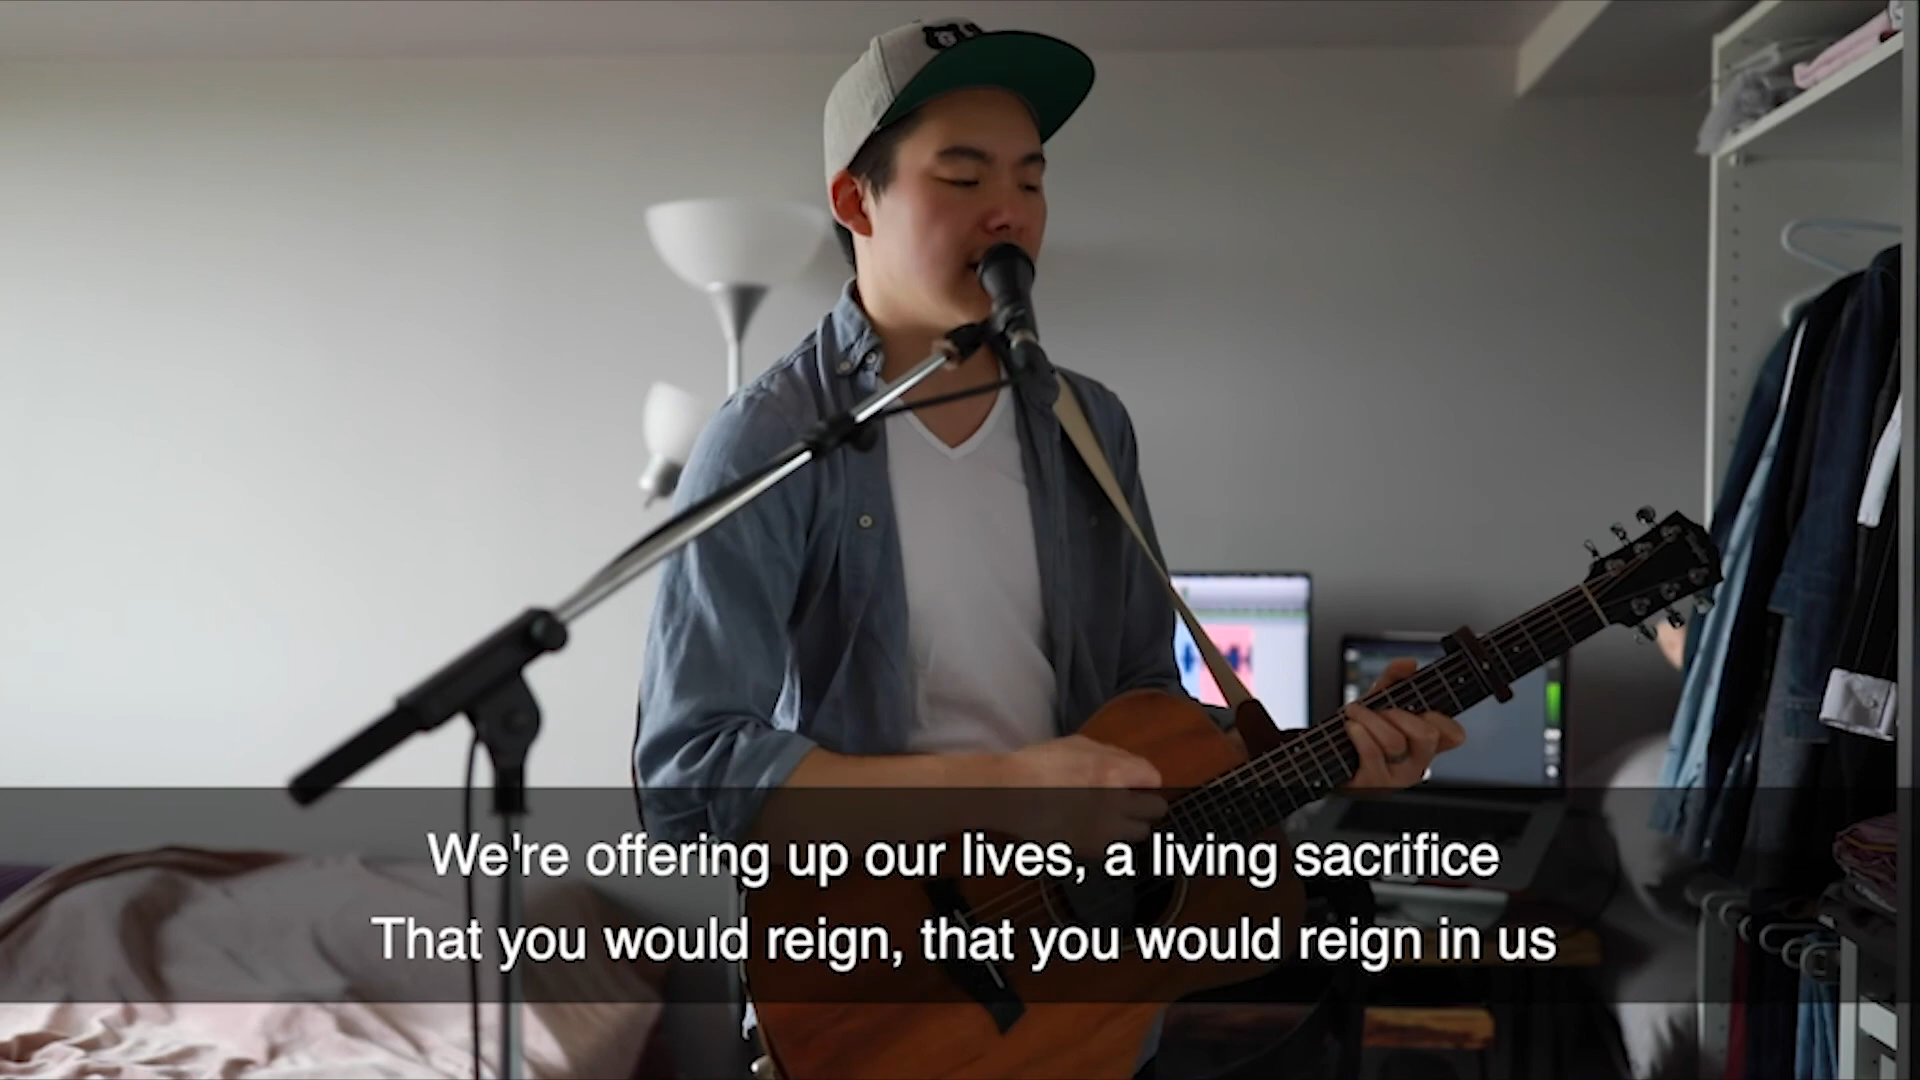 We're offering up our lives, a living sacrifice
That you would reign, that you would reign in us